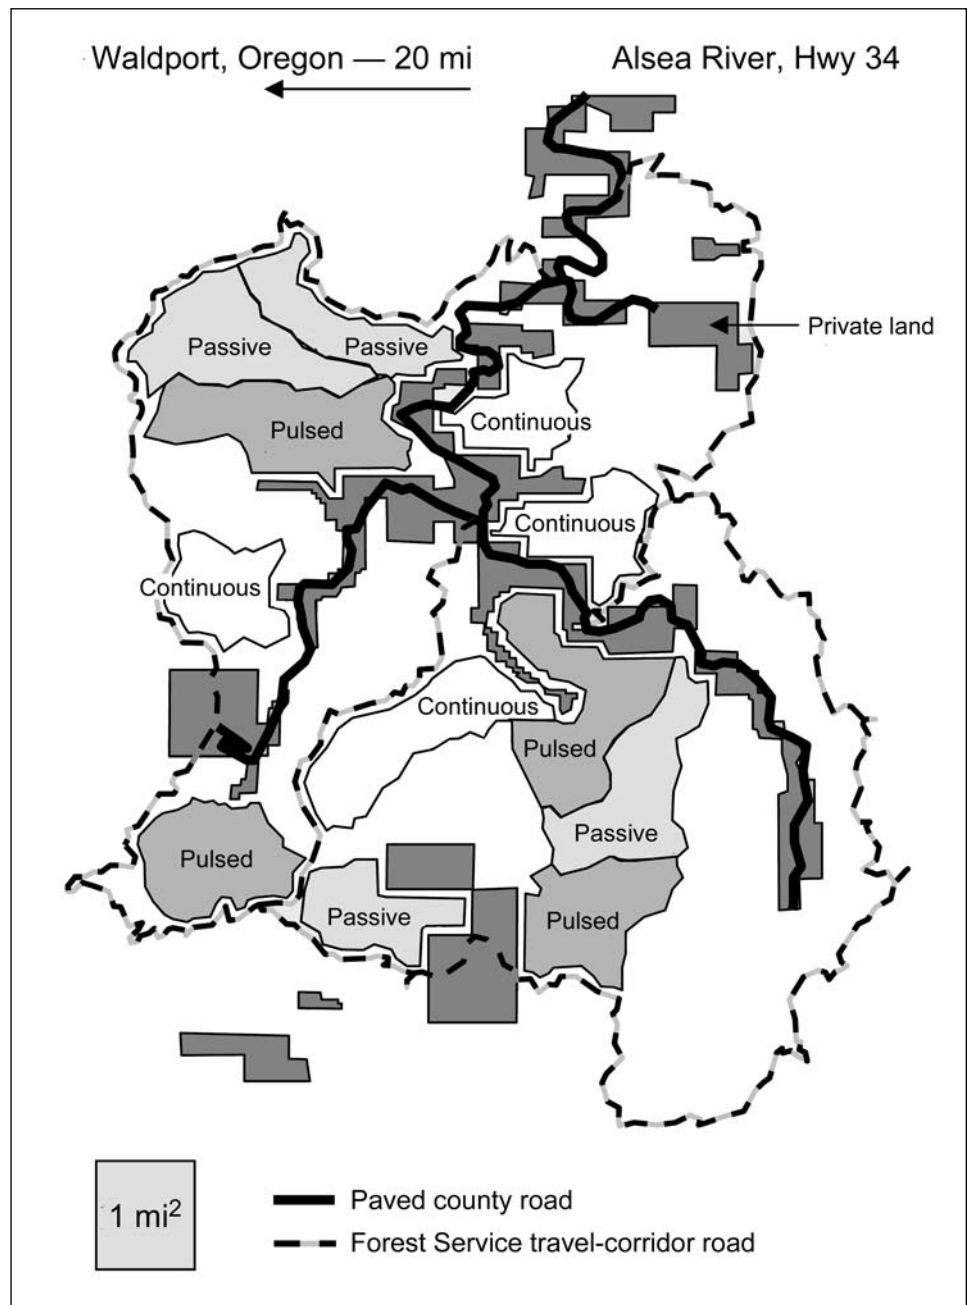 Waldport, Oregon — 20 mi
Alsea River, Hwy 34
Private land
Passive
Passive
Continuous
Pulsed
Continuous
Continuous
Continuous
Pulsed
Passive
Pulsed
Passive
Pulsed
1 mi²
Paved county road
Forest Service travel-corridor road